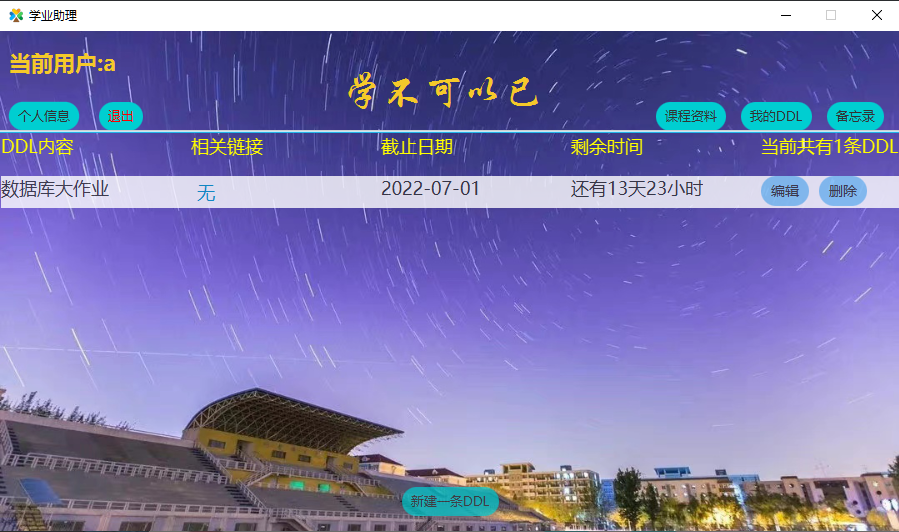 学业助理
当前用户:a
学不可以已
个人信息 退出 课程资料 我的DDL 备忘录
DDL内容 相关链接 截止日期 剩余时间 当前共有1条DDL
数据库大作业 无 2022-07-01 还有13天23小时 编辑 删除
新建一条DDL